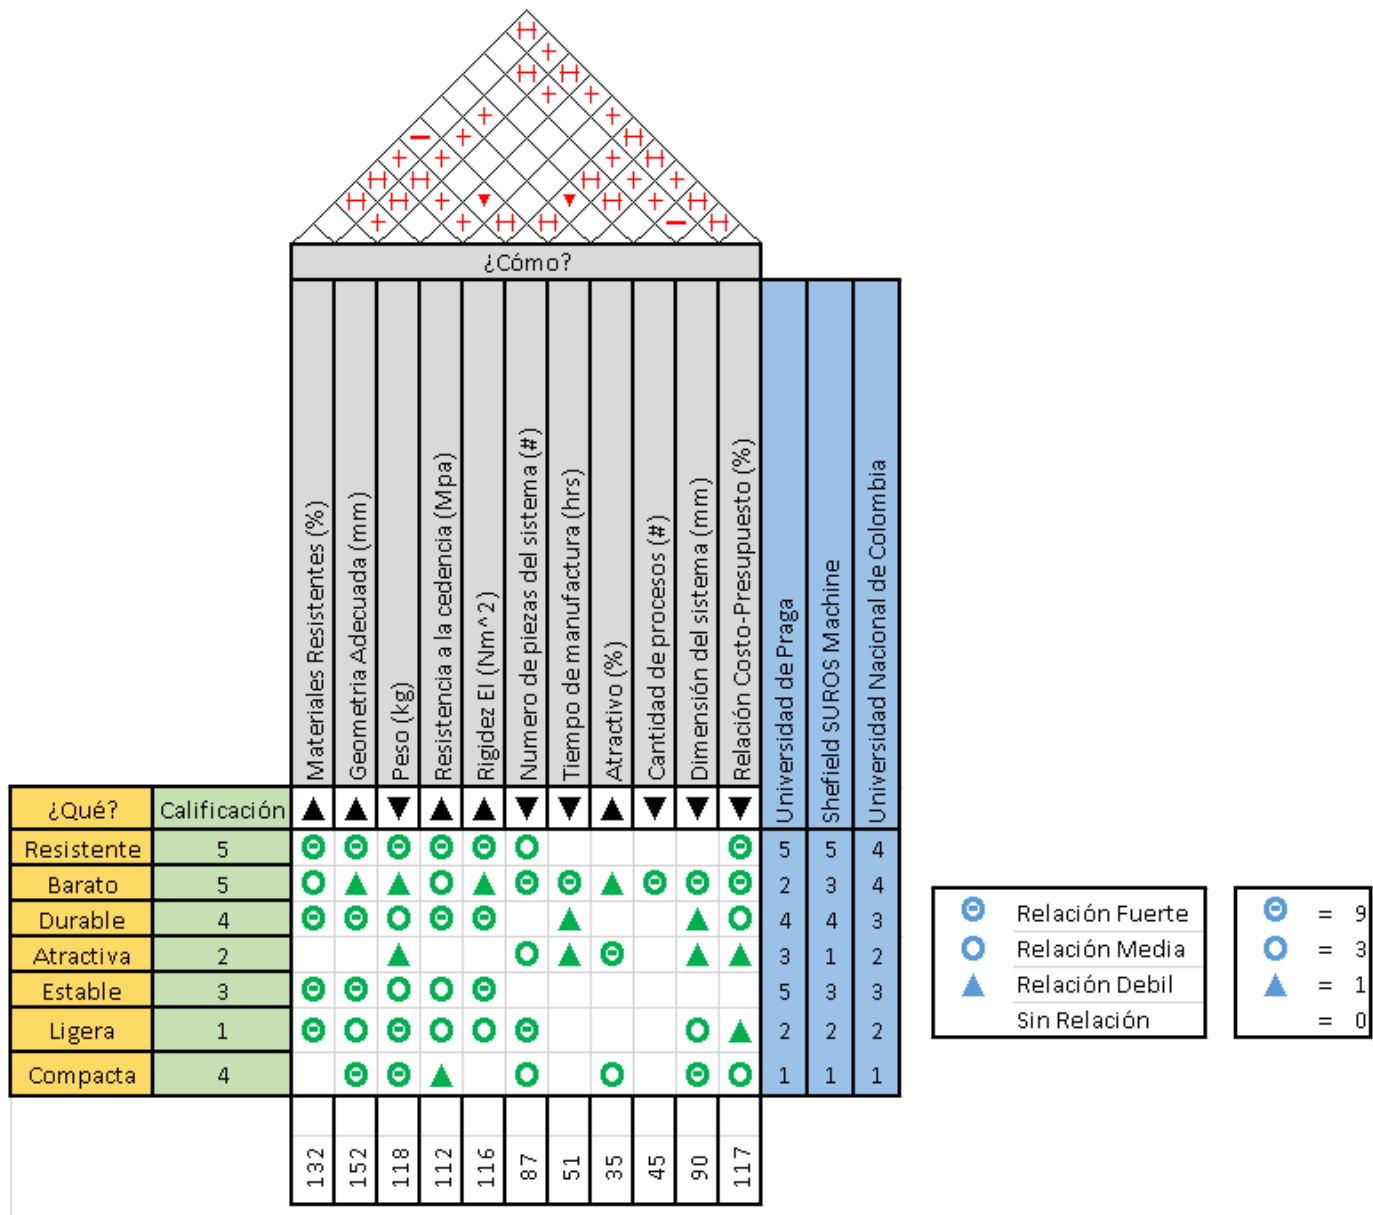 ¿Cómo?
Materiales Resistentes (%)
Geometria Adecuada (mm)
Peso (kg)
Resistencia a la cedencia (Mpa)
Rigidez EI (Nm^2)
Numero de piezas del sistema (#)
Tiempo de manufactura (hrs)
Atractivo (%)
Cantidad de procesos (#)
Dimensión del sistema (mm)
Relación Costo-Presupuesto (%)
Universidad de Praga
Shefield SUROS Machine
Universidad Nacional de Colombia
¿Qué? Calificación
Resistente 5 5 5 4
Barato 5 2 3 4
Durable 4 4 4 3
Atractiva 2 3 1 2
Estable 3 5 3 3
Ligera 1 2 2 2
Compacta 4 1 1 1
132 152 118 112 116 87 51 35 45 90 117
Relación Fuerte
Relación Media
Relación Debil
Sin Relación
= 9
= 3
= 1
= 0